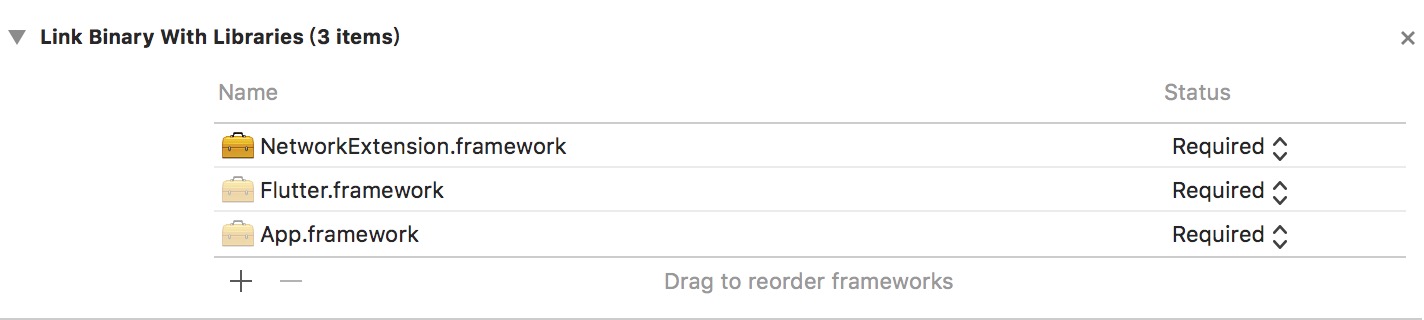 Link Binary With Libraries (3 items)
Name Status
NetworkExtension.framework Required
Flutter.framework Required
App.framework Required
Drag to reorder frameworks